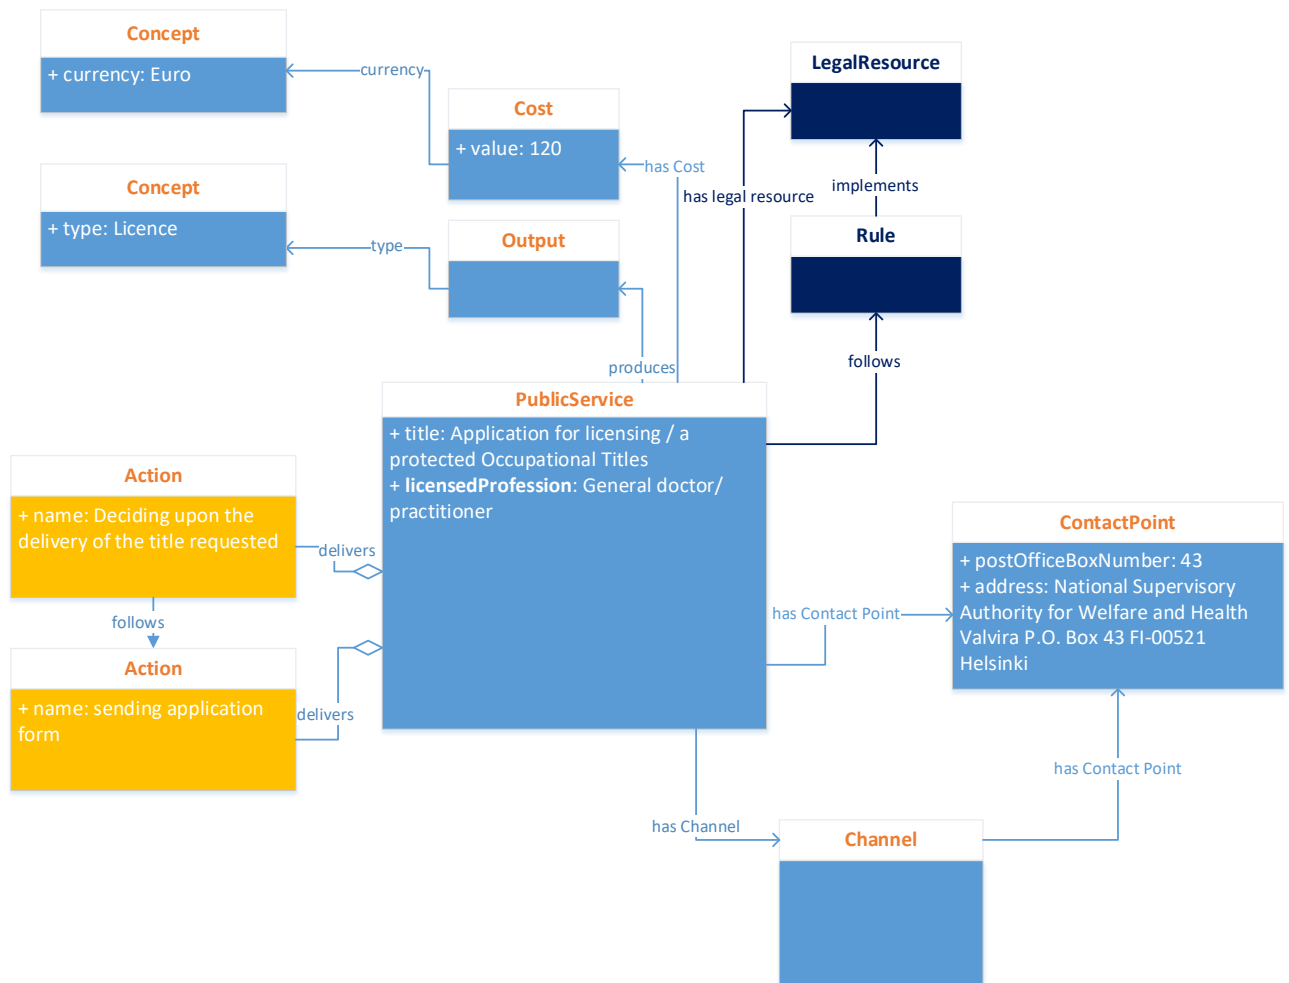 Concept
+ currency: Euro
currency
LegalResource
Cost
+ value: 120
has Cost
Concept
+ type: Licence
type
has legal resource
implements
Output
Rule
produces
follows
PublicService
+ title: Application for licensing / a
protected Occupational Titles
+ licensedProfession: General doctor/
practitioner
Action
+ name: Deciding upon the
delivery of the title requested
delivers
follows
Action
+ name: sending application
form
delivers
ContactPoint
+ postOfficeBoxNumber: 43
+ address: National Supervisory
Authority for Welfare and Health
Valvira P.O. Box 43 FI-00521
Helsinki
has Contact Point
has Contact Point
has Channel
Channel